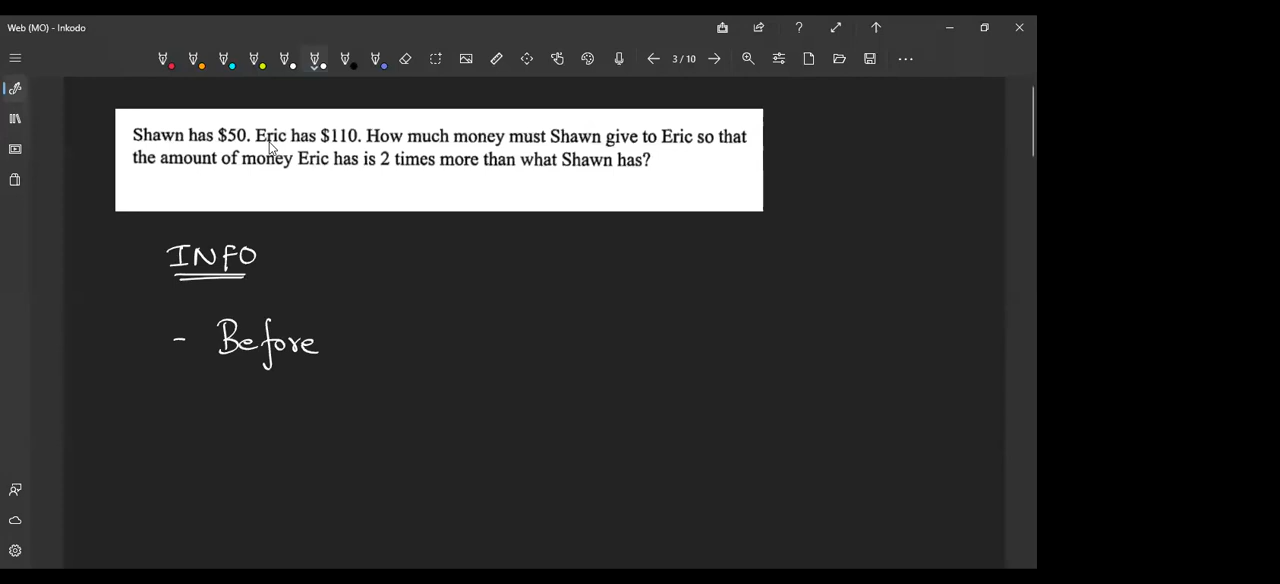 Web (MO) - Inkodo
3 / 10
Shawn has $50. Eric has $110. How much money must Shawn give to Eric so that
the amount of money Eric has is 2 times more than what Shawn has?
INFO
- Before